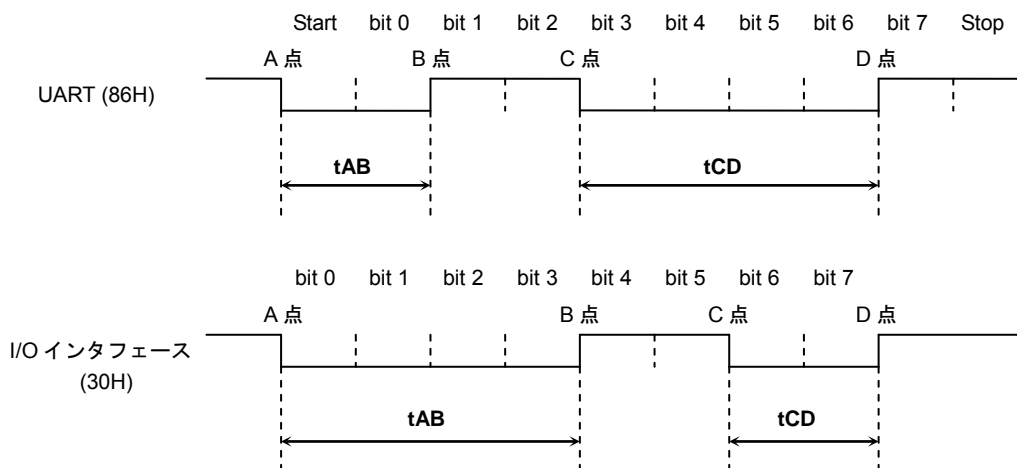 Start bit 0 bit 1 bit 2 bit 3 bit 4 bit 5 bit 6 bit 7 Stop
A 点 B 点 C 点 D 点
UART (86H)
tAB tCD
bit 0 bit 1 bit 2 bit 3 bit 4 bit 5 bit 6 bit 7
A 点 B 点 C 点 D 点
I/O インタフェース
(30H)
tAB tCD